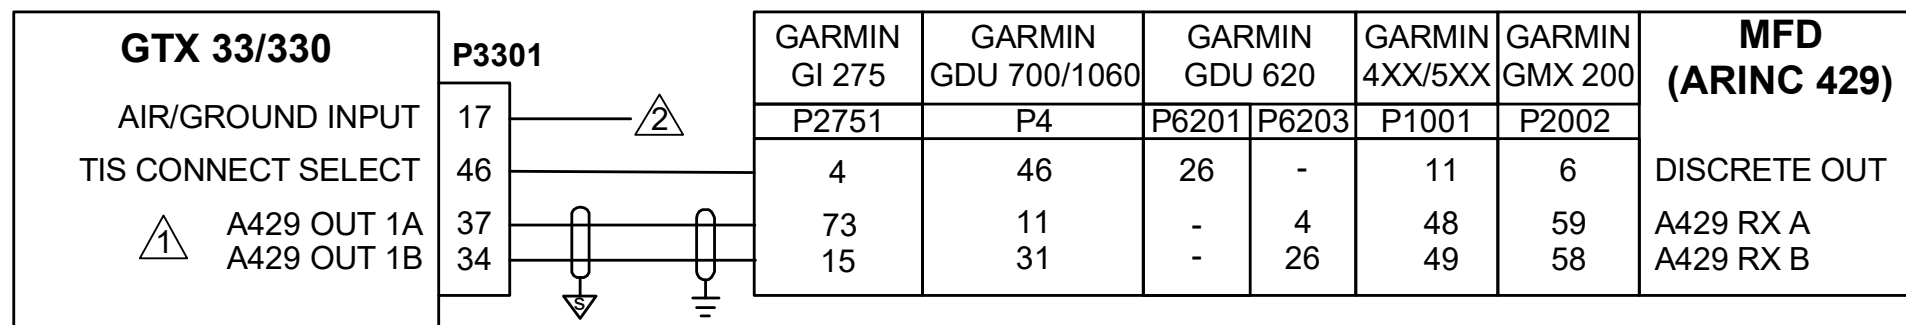 GTX 33/330 P3301 GARMIN GARMIN GARMIN GARMIN GARMIN MFD
GI 275 GDU 700/1060 GDU 620 4XX/5XX GMX 200 (ARINC 429)
AIR/GROUND INPUT 17 2 P2751 P4 P6201 P6203 P1001 P2002
TIS CONNECT SELECT 46 4 46 26 - 11 6 DISCRETE OUT
1 A429 OUT 1A 37 73 11 - 4 48 59 A429 RX A
A429 OUT 1B 34 15 31 - 26 49 58 A429 RX B
S